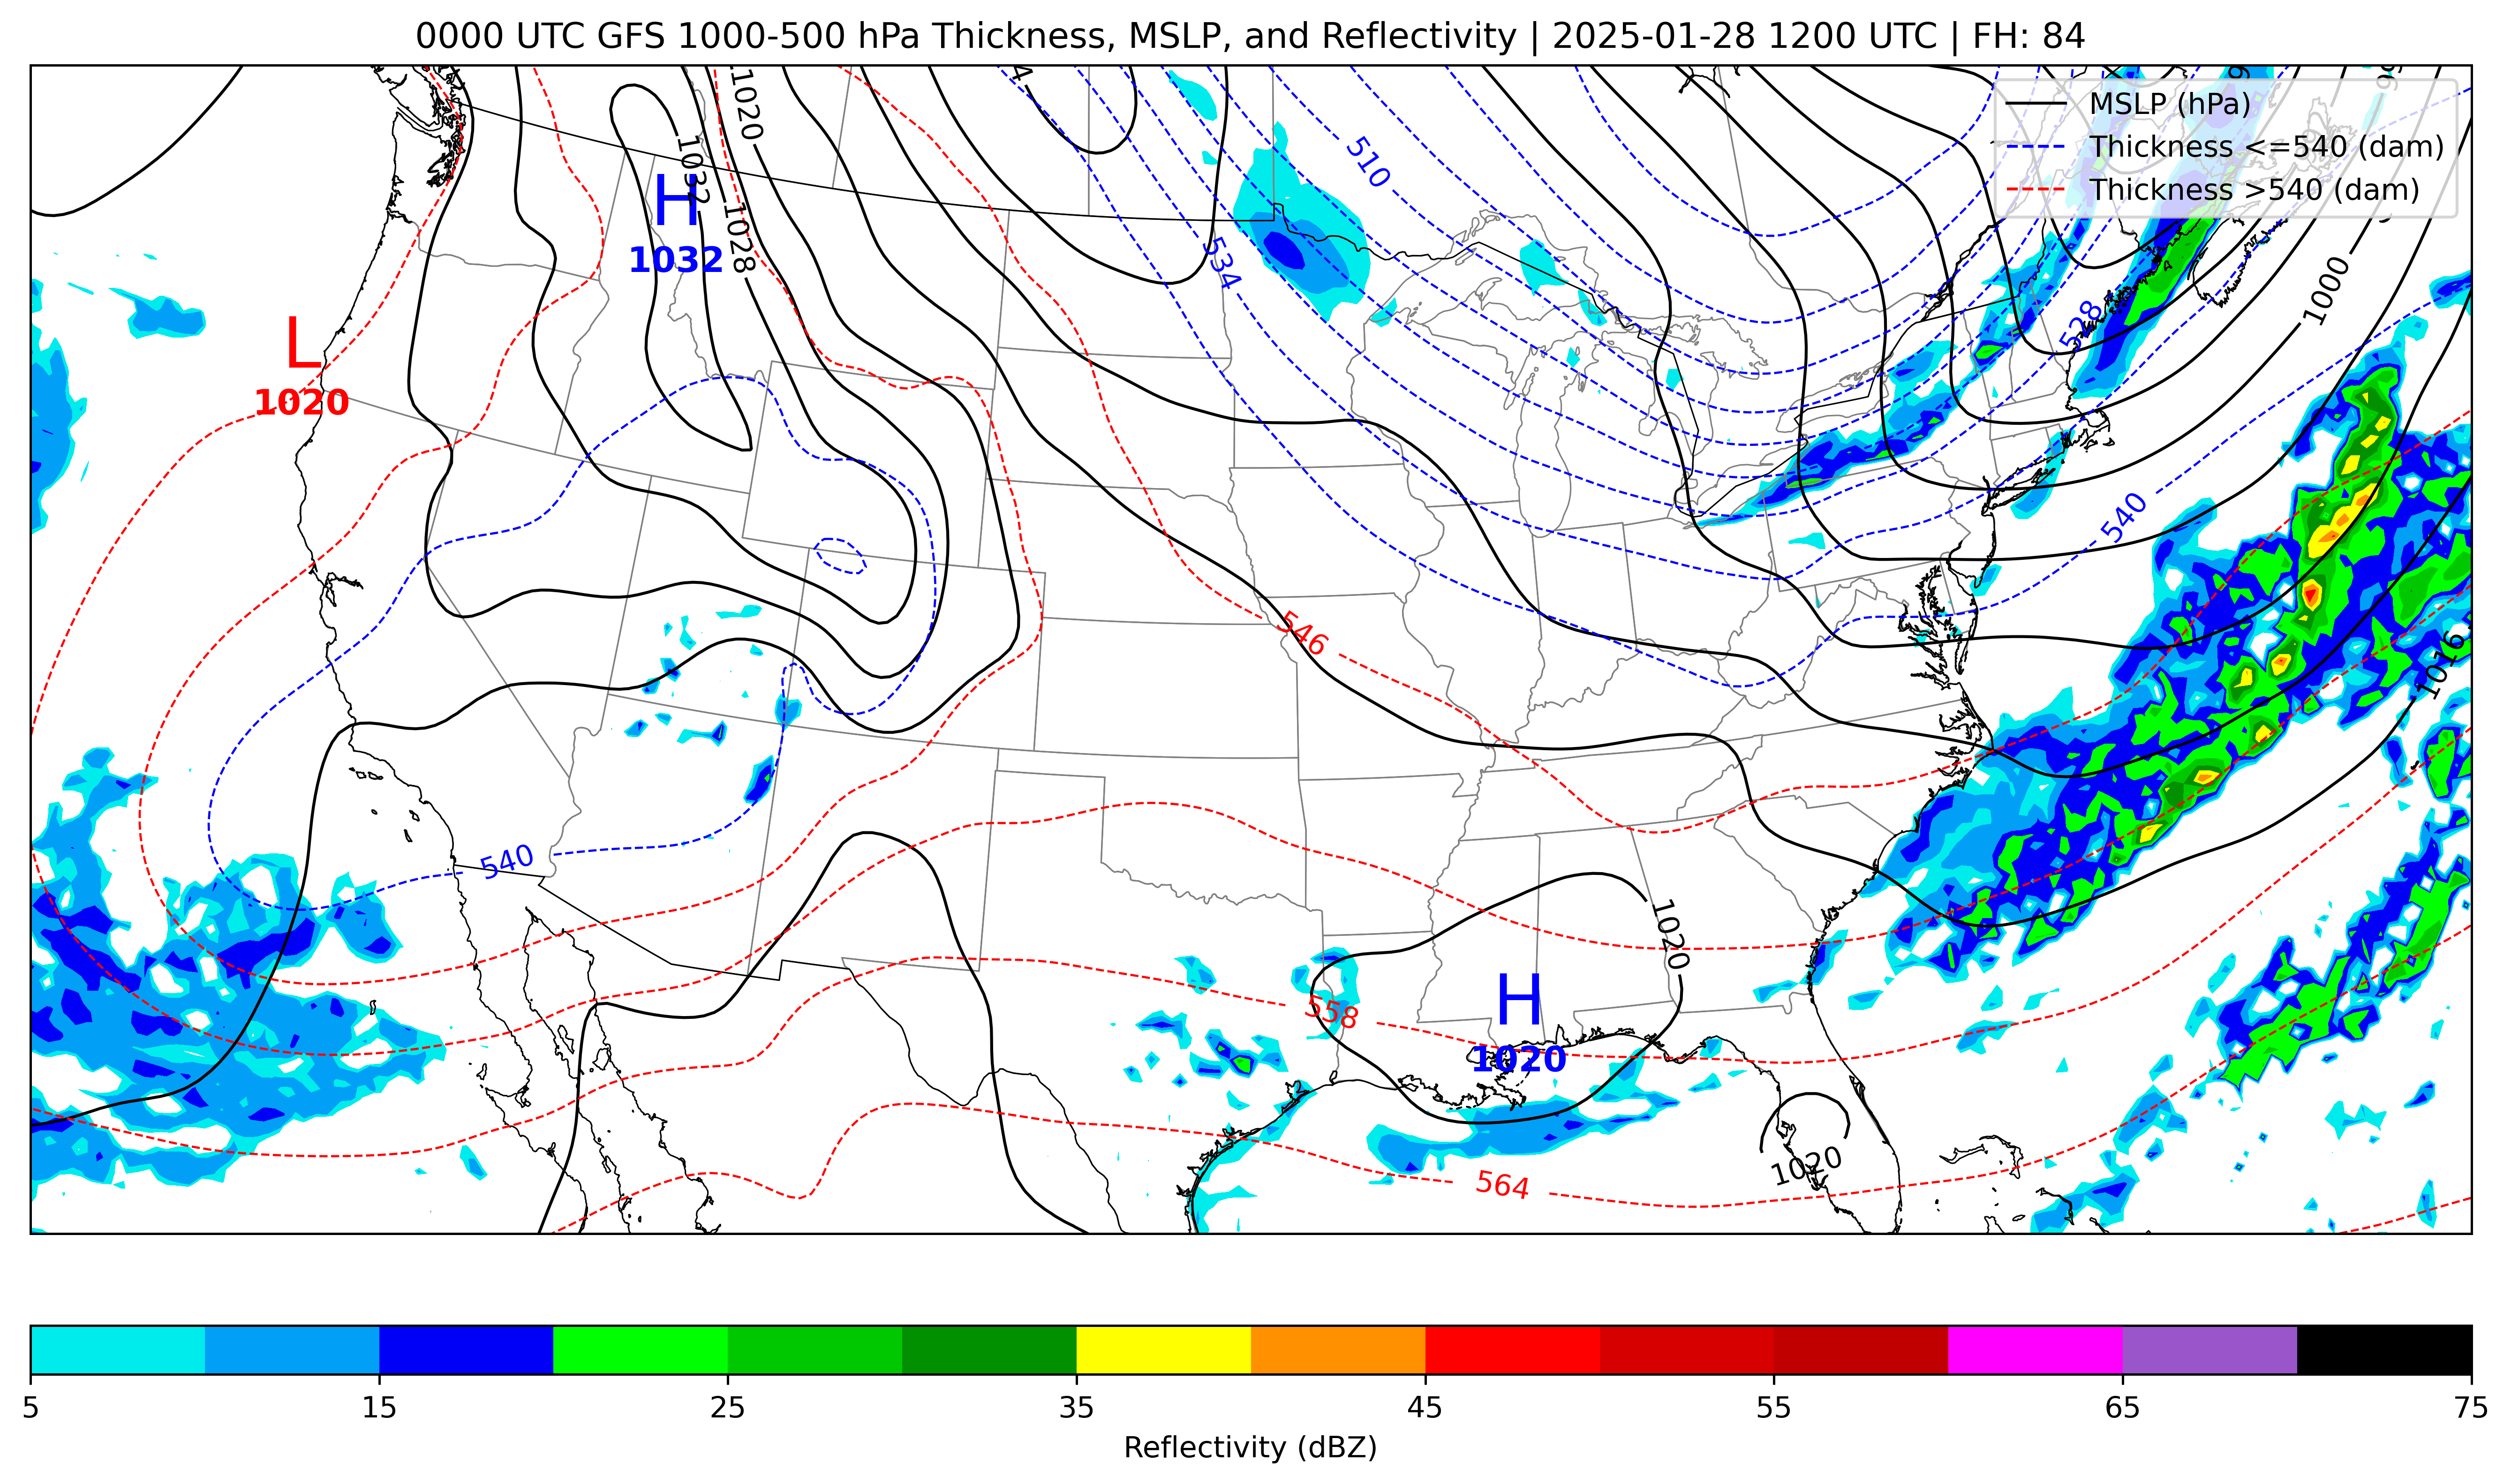 0000 UTC GFS 1000-500 hPa Thickness, MSLP, and Reflectivity | 2025-01-28 1200 UTC | FH: 84
MSLP (hPa)
Thickness <=540 (dam)
Thickness >540 (dam)
1020
1032
H
1032
1028
510
534
1000
528
L
1020
540
546
1016
540
1020
H
1020
558
1020
564
5 15 25 35 45 55 65 75
Reflectivity (dBZ)